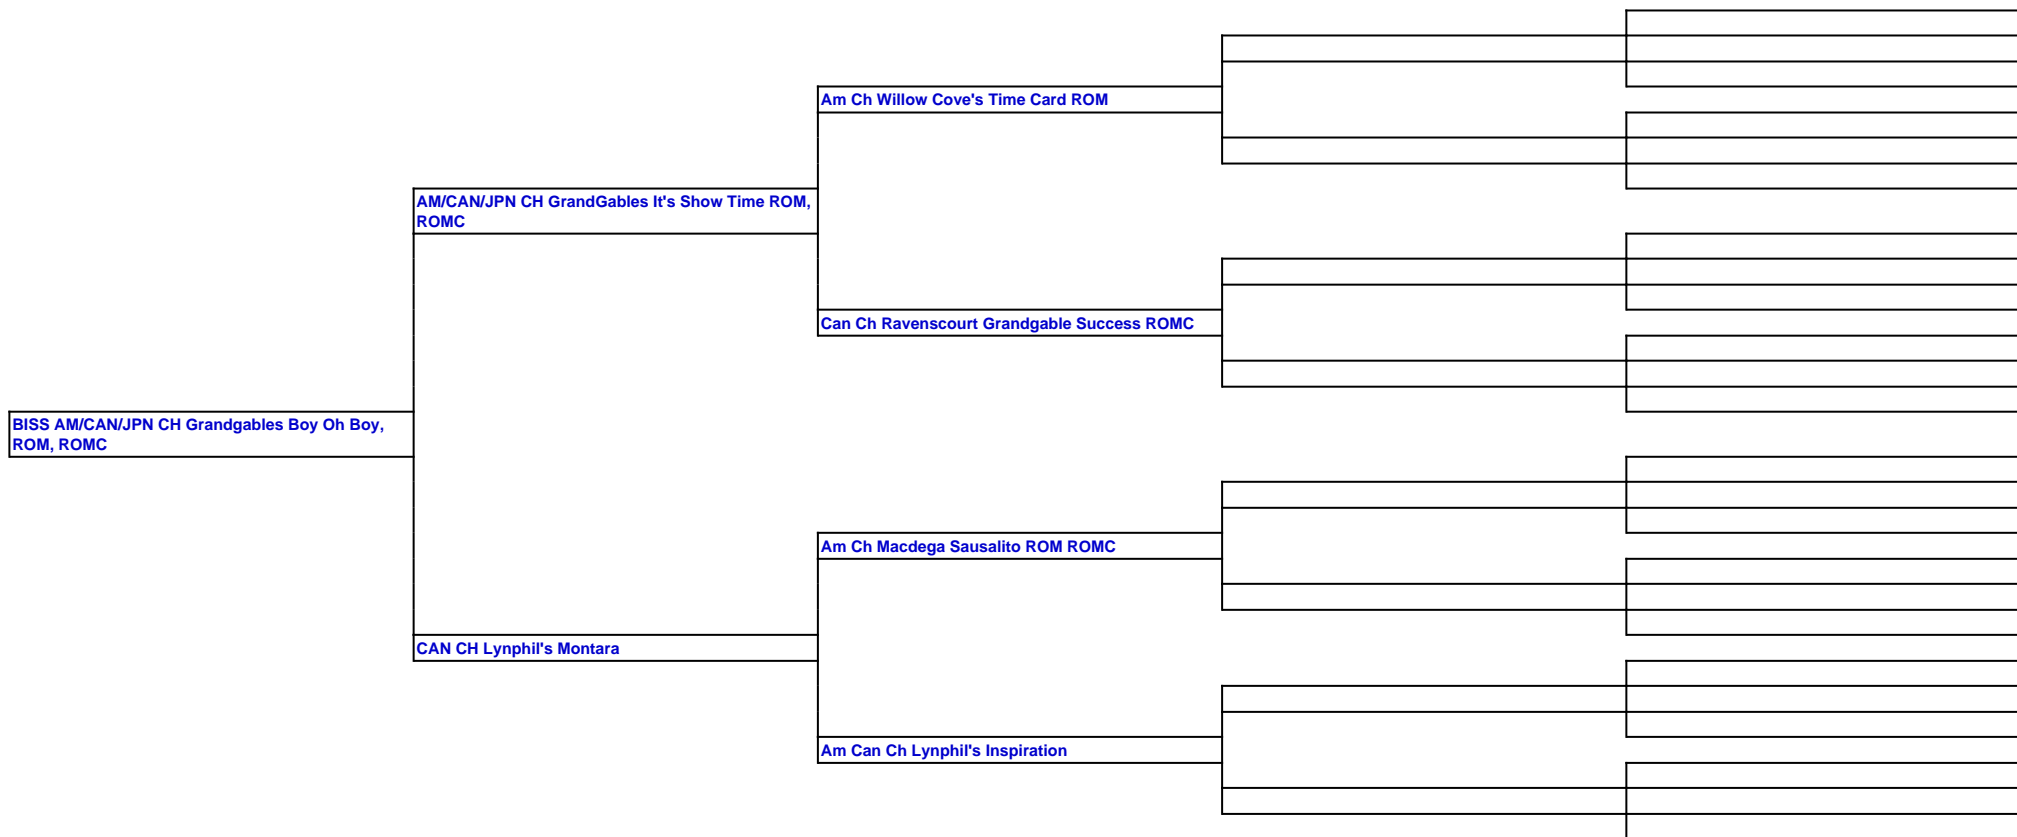 Am Ch Willow Cove's Time Card ROM
AM/CAN/JPN CH GrandGables It's Show Time ROM,
ROMC
Can Ch Ravenscourt Grandgable Success ROMC
BISS AM/CAN/JPN CH Grandgables Boy Oh Boy,
ROM, ROMC
Am Ch Macdega Sausalito ROM ROMC
CAN CH Lynphil's Montara
Am Can Ch Lynphil's Inspiration